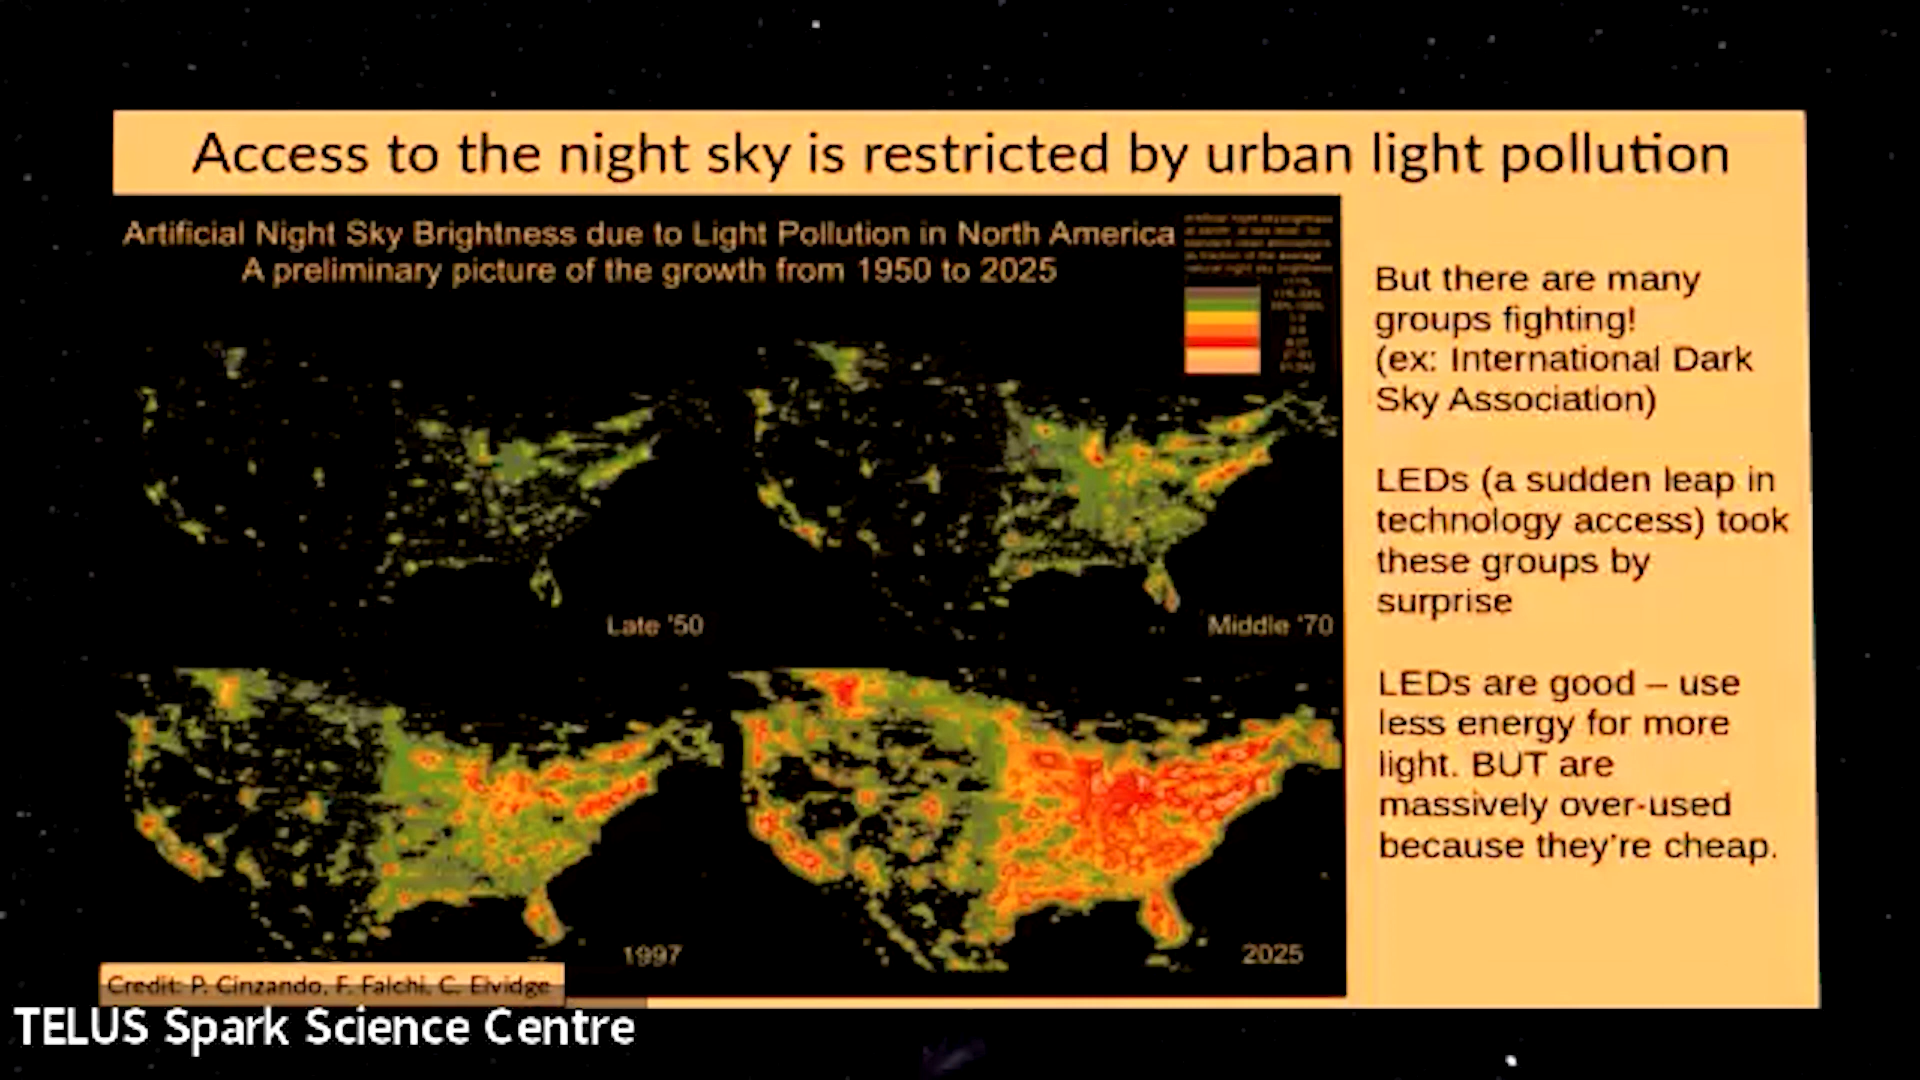 Access to the night sky is restricted by urban light pollution
Artificial Night Sky Brightness due to Light Pollution in North America
A preliminary picture of the growth from 1950 to 2025
But there are many
groups fighting!
(ex: International Dark
Sky Association)
LEDs (a sudden leap in
technology access) took
these groups by
surprise
LEDs are good – use
less energy for more
light. BUT are
massively over-used
because they're cheap.
Late '50
Middle '70
1997
2025
Credit: P. Cinzando, F. Falchi, C. Elvidge
TELUS Spark Science Centre